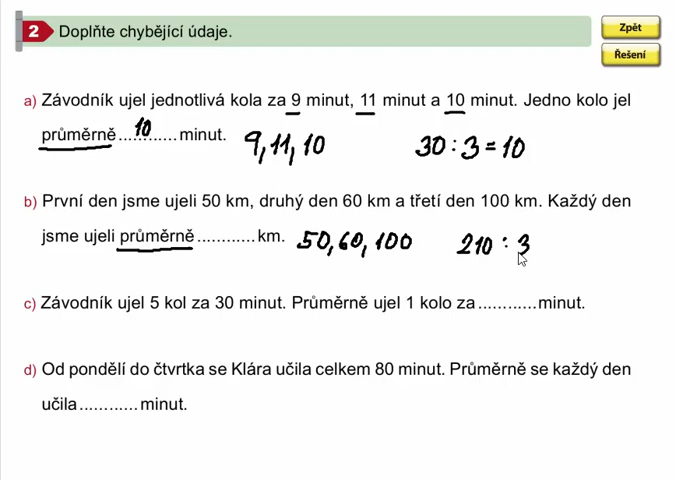 2 Doplňte chybějící údaje.
Zpět
Řešení
a) Závodník ujel jednotlivá kola za 9 minut, 11 minut a 10 minut. Jedno kolo jel
průměrně ...10......... minut. 9, 11, 10 30 : 3 = 10
b) První den jsme ujeli 50 km, druhý den 60 km a třetí den 100 km. Každý den
jsme ujeli průměrně ............ km. 50, 60, 100 210 : 3
c) Závodník ujel 5 kol za 30 minut. Průměrně ujel 1 kolo za ............ minut.
d) Od pondělí do čtvrtka se Klára učila celkem 80 minut. Průměrně se každý den
učila ............ minut.